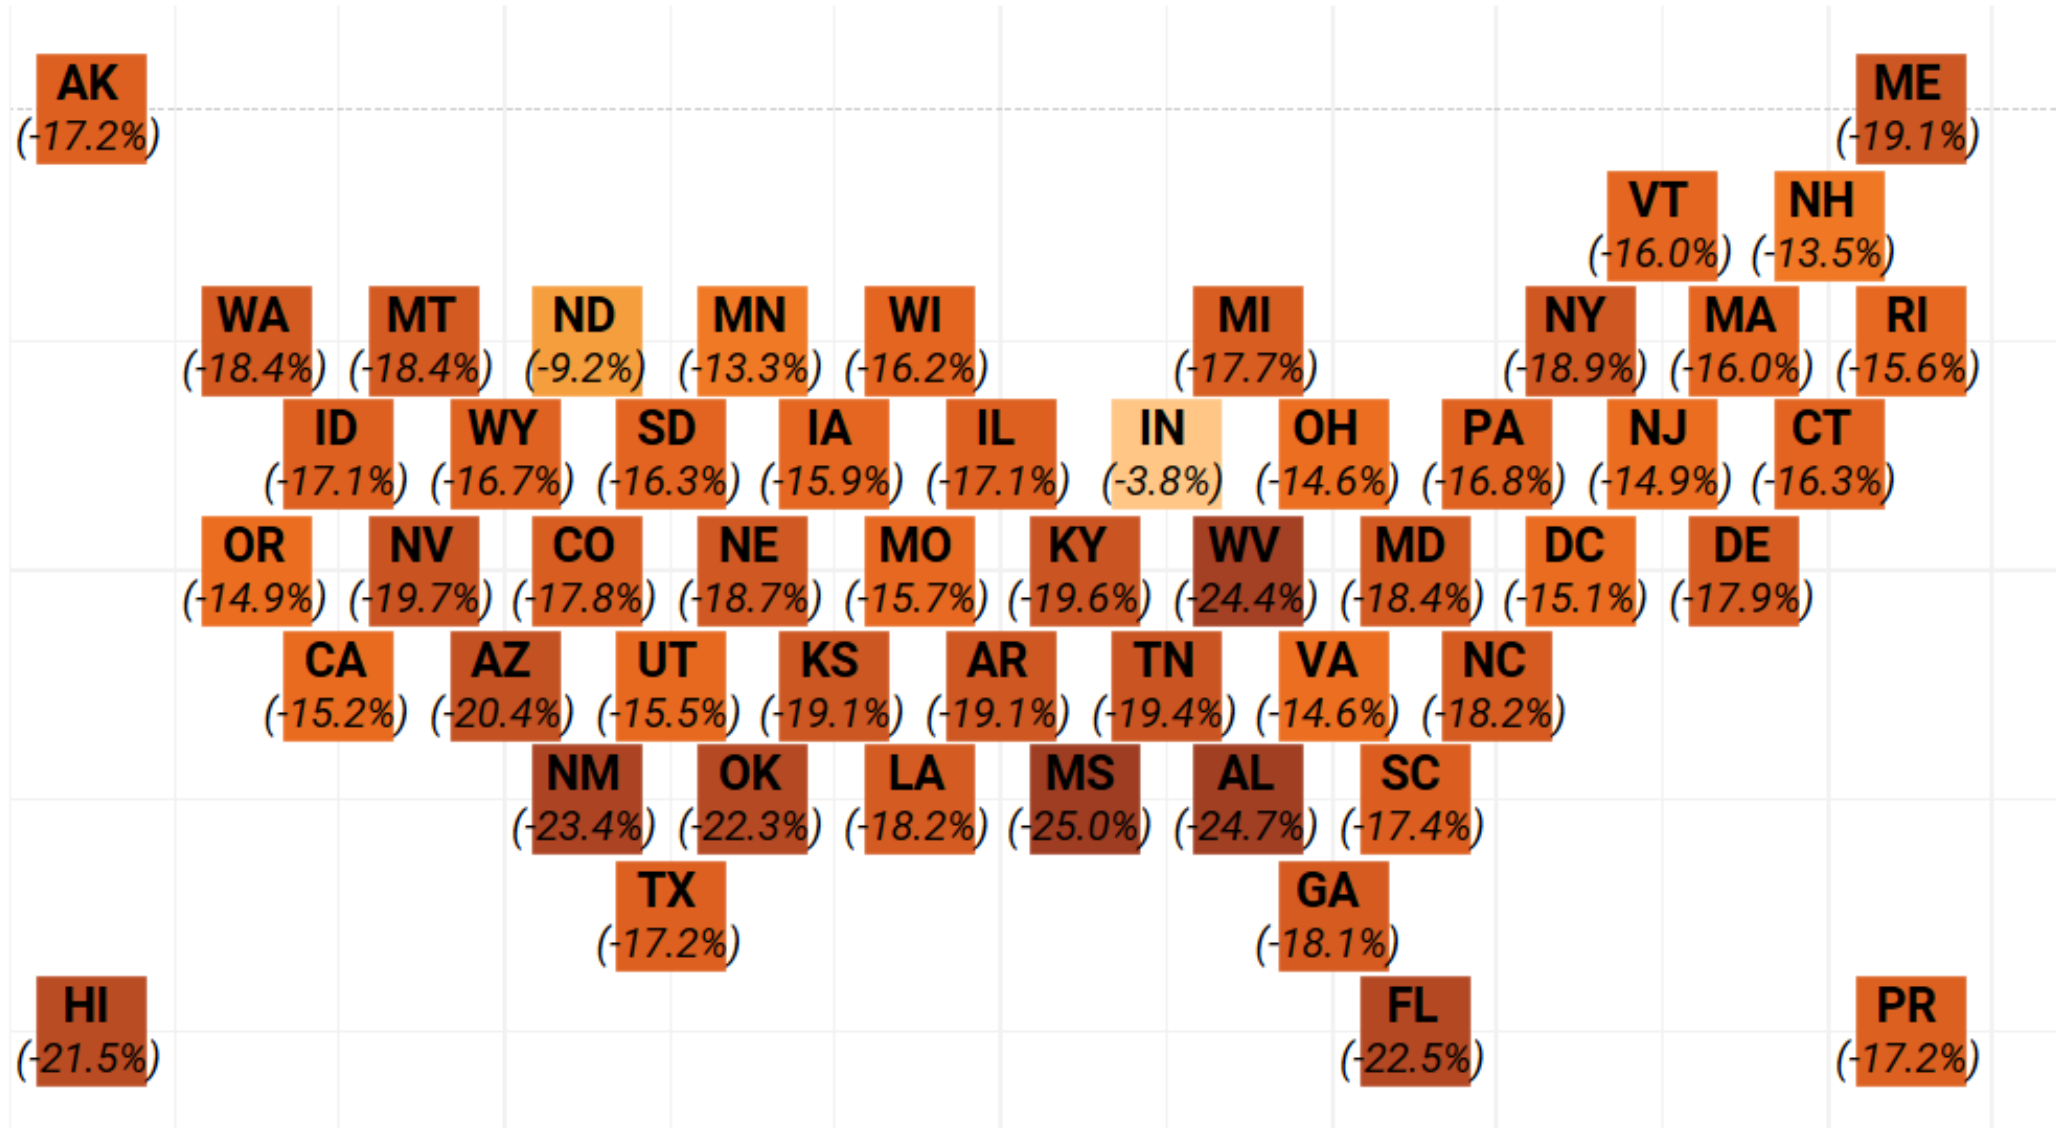 AK
(-17.2%)
ME
(-19.1%)
VT
(-16.0%)
NH
(-13.5%)
WA
(-18.4%)
MT
(-18.4%)
ND
(-9.2%)
MN
(-13.3%)
WI
(-16.2%)
MI
(-17.7%)
NY
(-18.9%)
MA
(-16.0%)
RI
(-15.6%)
ID
(-17.1%)
WY
(-16.7%)
SD
(-16.3%)
IA
(-15.9%)
IL
(-17.1%)
IN
(-3.8%)
OH
(-14.6%)
PA
(-16.8%)
NJ
(-14.9%)
CT
(-16.3%)
OR
(-14.9%)
NV
(-19.7%)
CO
(-17.8%)
NE
(-18.7%)
MO
(-15.7%)
KY
(-19.6%)
WV
(-24.4%)
MD
(-18.4%)
DC
(-15.1%)
DE
(-17.9%)
CA
(-15.2%)
AZ
(-20.4%)
UT
(-15.5%)
KS
(-19.1%)
AR
(-19.1%)
TN
(-19.4%)
VA
(-14.6%)
NC
(-18.2%)
NM
(-23.4%)
OK
(-22.3%)
LA
(-18.2%)
MS
(-25.0%)
AL
(-24.7%)
SC
(-17.4%)
TX
(-17.2%)
GA
(-18.1%)
HI
(-21.5%)
FL
(-22.5%)
PR
(-17.2%)